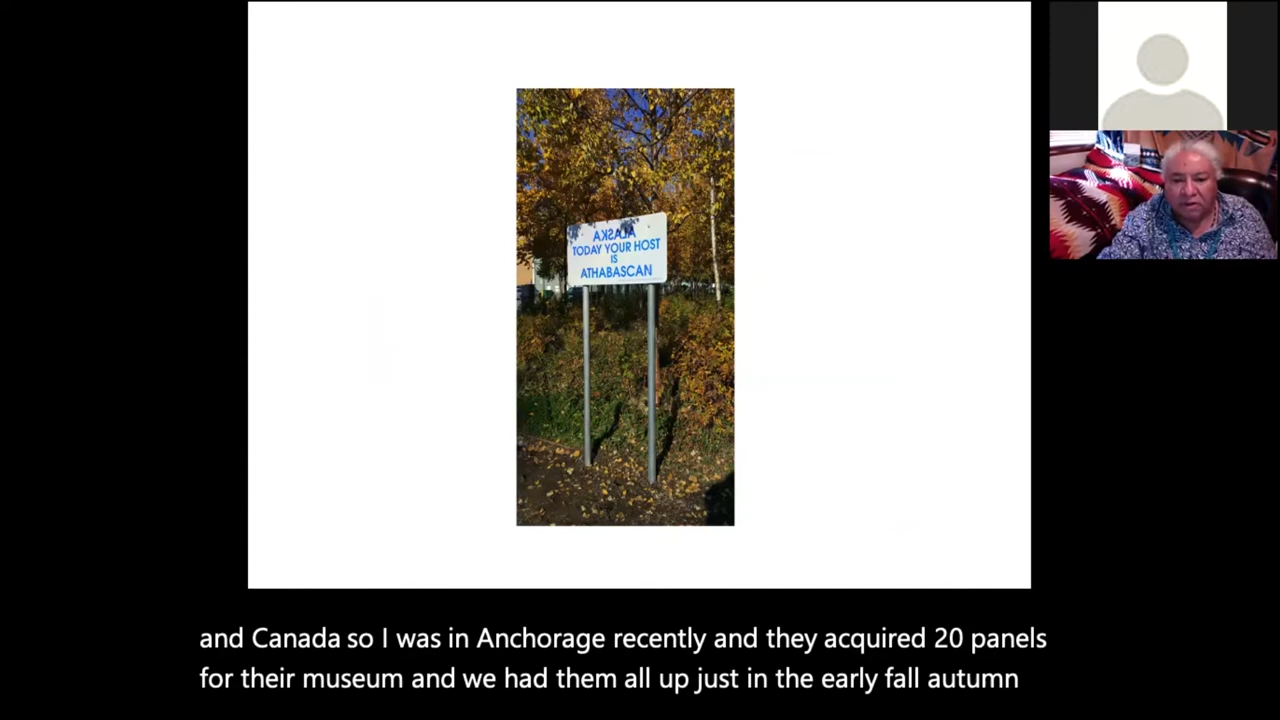 AꓘƧA⅃A
TODAY YOUR HOST
IS
ATHABASCAN
and Canada so I was in Anchorage recently and they acquired 20 panels
for their museum and we had them all up just in the early fall autumn